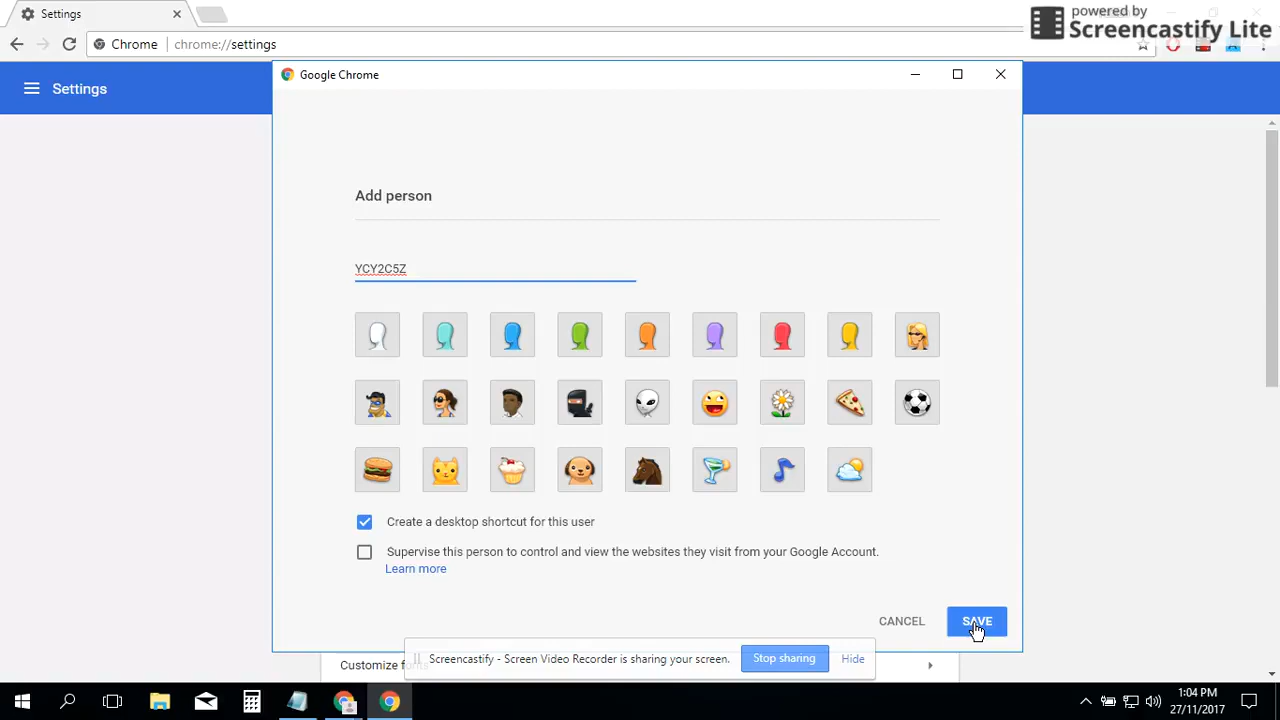 Settings
powered by
Screencastify Lite
Chrome
chrome://settings
Settings
Google Chrome
Add person
YCY2C5Z
Create a desktop shortcut for this user
Supervise this person to control and view the websites they visit from your Google Account.
Learn more
CANCEL
SAVE
Screencastify - Screen Video Recorder is sharing your screen.
Stop sharing
Hide
Customize fonts
1:04 PM
27/11/2017